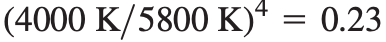 (4000 K/5800 K)⁴ = 0.23